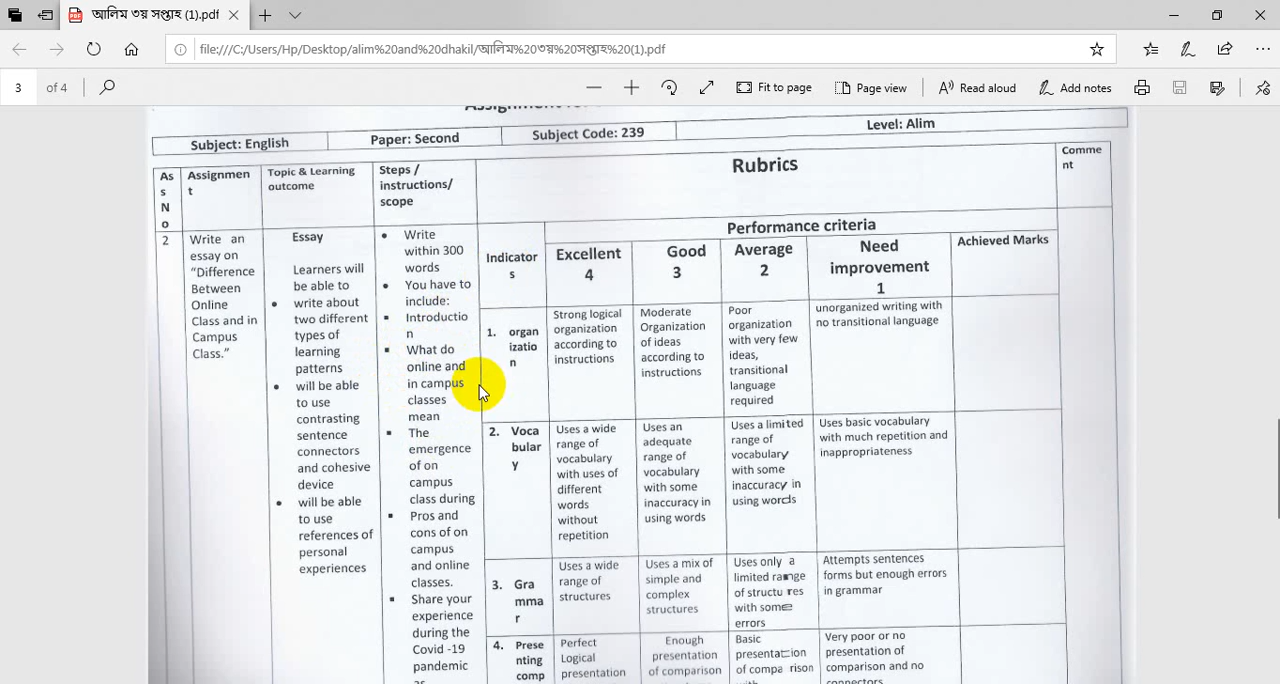 আলিম ৩য় সপ্তাহ (1).pdf
file:///C:/Users/Hp/Desktop/alim%20and%20dhakil/আলিম%20৩য়%20সপ্তাহ%20(1).pdf
3 of 4 Fit to page Page view Read aloud Add notes
Subject: English Paper: Second Subject Code: 239 Level: Alim
As
s
N
o
Assignmen
t
Topic & Learning
outcome
Steps /
instructions/
scope
Rubrics
Comme
nt
2
Write an
essay on
“Difference
Between
Online
Class and in
Campus
Class.”
Essay
Learners will
be able to
• write about
two different
types of
learning
patterns
• will be able
to use
contrasting
sentence
connectors
and cohesive
device
• will be able
to use
references of
personal
experiences
• Write
within 300
words
• You have to
include:
▪ Introductio
n
▪ What do
online and
in campus
classes
mean
▪ The
emergence
of on
campus
class during
▪ Pros and
cons of on
campus
and online
classes.
▪ Share your
experience
during the
Covid -19
pandemic
as
Indicator
s
Performance criteria
Excellent
4
Good
3
Average
2
Need
improvement
1
Achieved Marks
1. organ
izatio
n
Strong logical
organization
according to
instructions
Moderate
Organization
of ideas
according to
instructions
Poor
organization
with very few
ideas,
transitional
language
required
unorganized writing with
no transitional language
2. Voca
bular
y
Uses a wide
range of
vocabulary
with uses of
different
words
without
repetition
Uses an
adequate
range of
vocabulary
with some
inaccuracy in
using words
Uses a limited
range of
vocabulary
with some
inaccuracy in
using words
Uses basic vocabulary
with much repetition and
inappropriateness
3. Gra
mma
r
Uses a wide
range of
structures
Uses a mix of
simple and
complex
structures
Uses only a
limited range
of structures
with some
errors
Attempts sentences
forms but enough errors
in grammar
4. Prese
nting
comp
Perfect
Logical
presentation
Enough
presentation
of comparison
Basic
presentation
of comparison
Very poor or no
presentation of
comparison and no
connectors